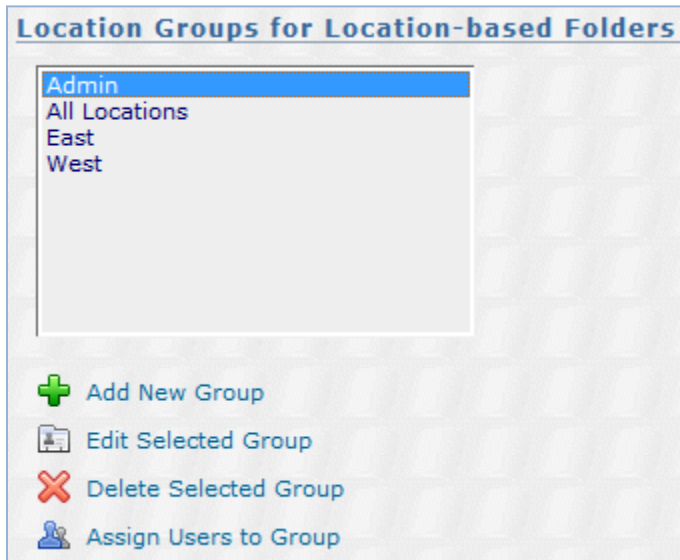 Location Groups for Location-based Folders
Admin
All Locations
East
West
Add New Group
Edit Selected Group
Delete Selected Group
Assign Users to Group